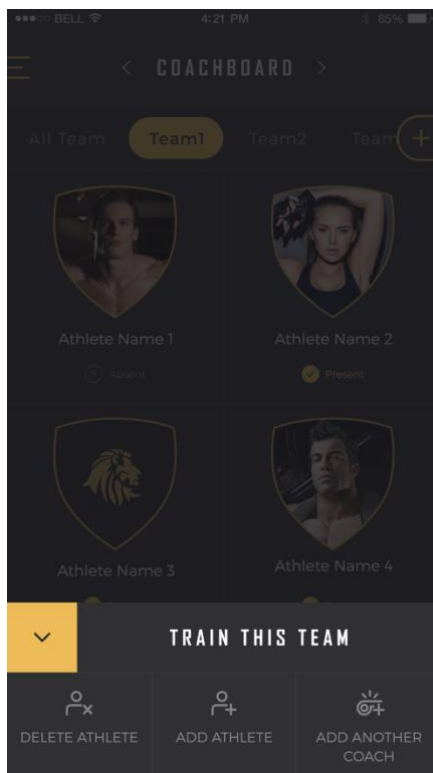 BELL 4:21 PM 85%
COACHBOARD
All Team Team1 Team2 Team
Athlete Name 1 Athlete Name 2
Absent Present
Athlete Name 3 Athlete Name 4
TRAIN THIS TEAM
DELETE ATHLETE ADD ATHLETE ADD ANOTHER
COACH